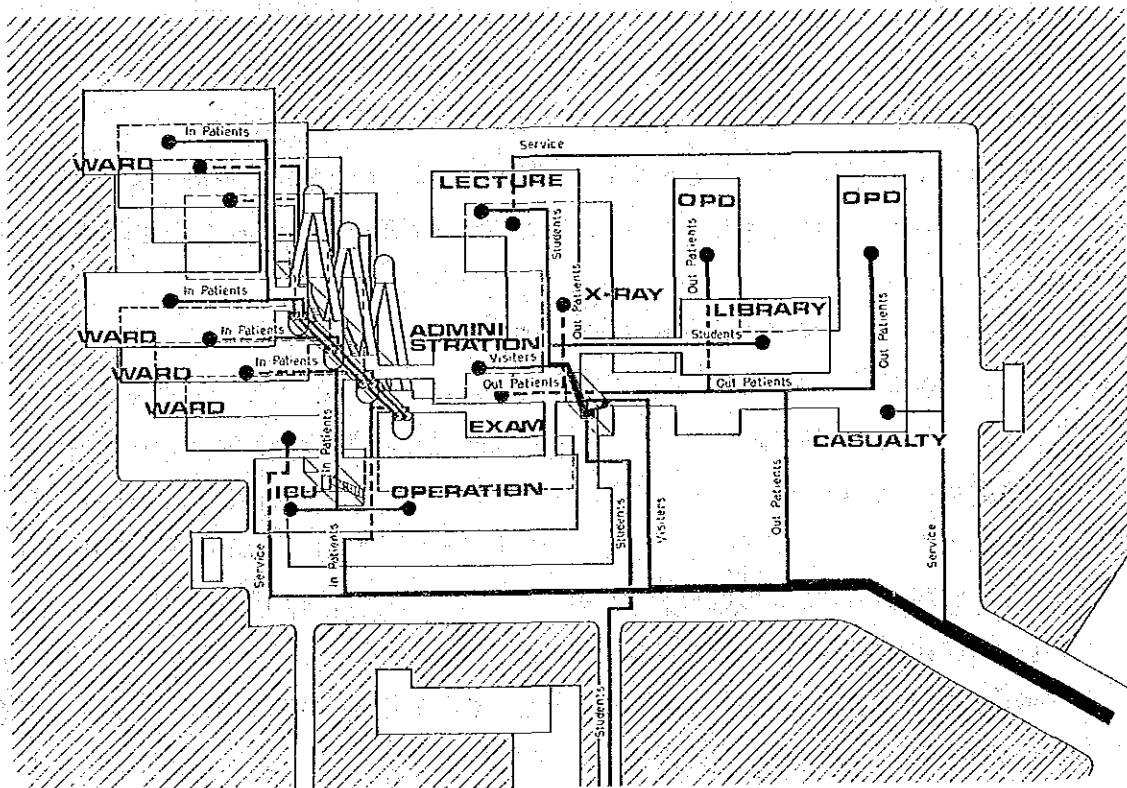 In Patients
Service
WARD
LECTURE
OPD
OPD
Students
Out Patients
In Patients
Out Patients
X-RAY
LIBRARY
Out Patients
WARD
In Patients
ADMINI
STRATION
Students
Visiters
WARD
In Patients
Out Patients
Out Patients
WARD
EXAM
CASUALTY
In Patients
ICU
OPERATION
Students
Visiters
Out Patients
Service
Service
In Patients
Students